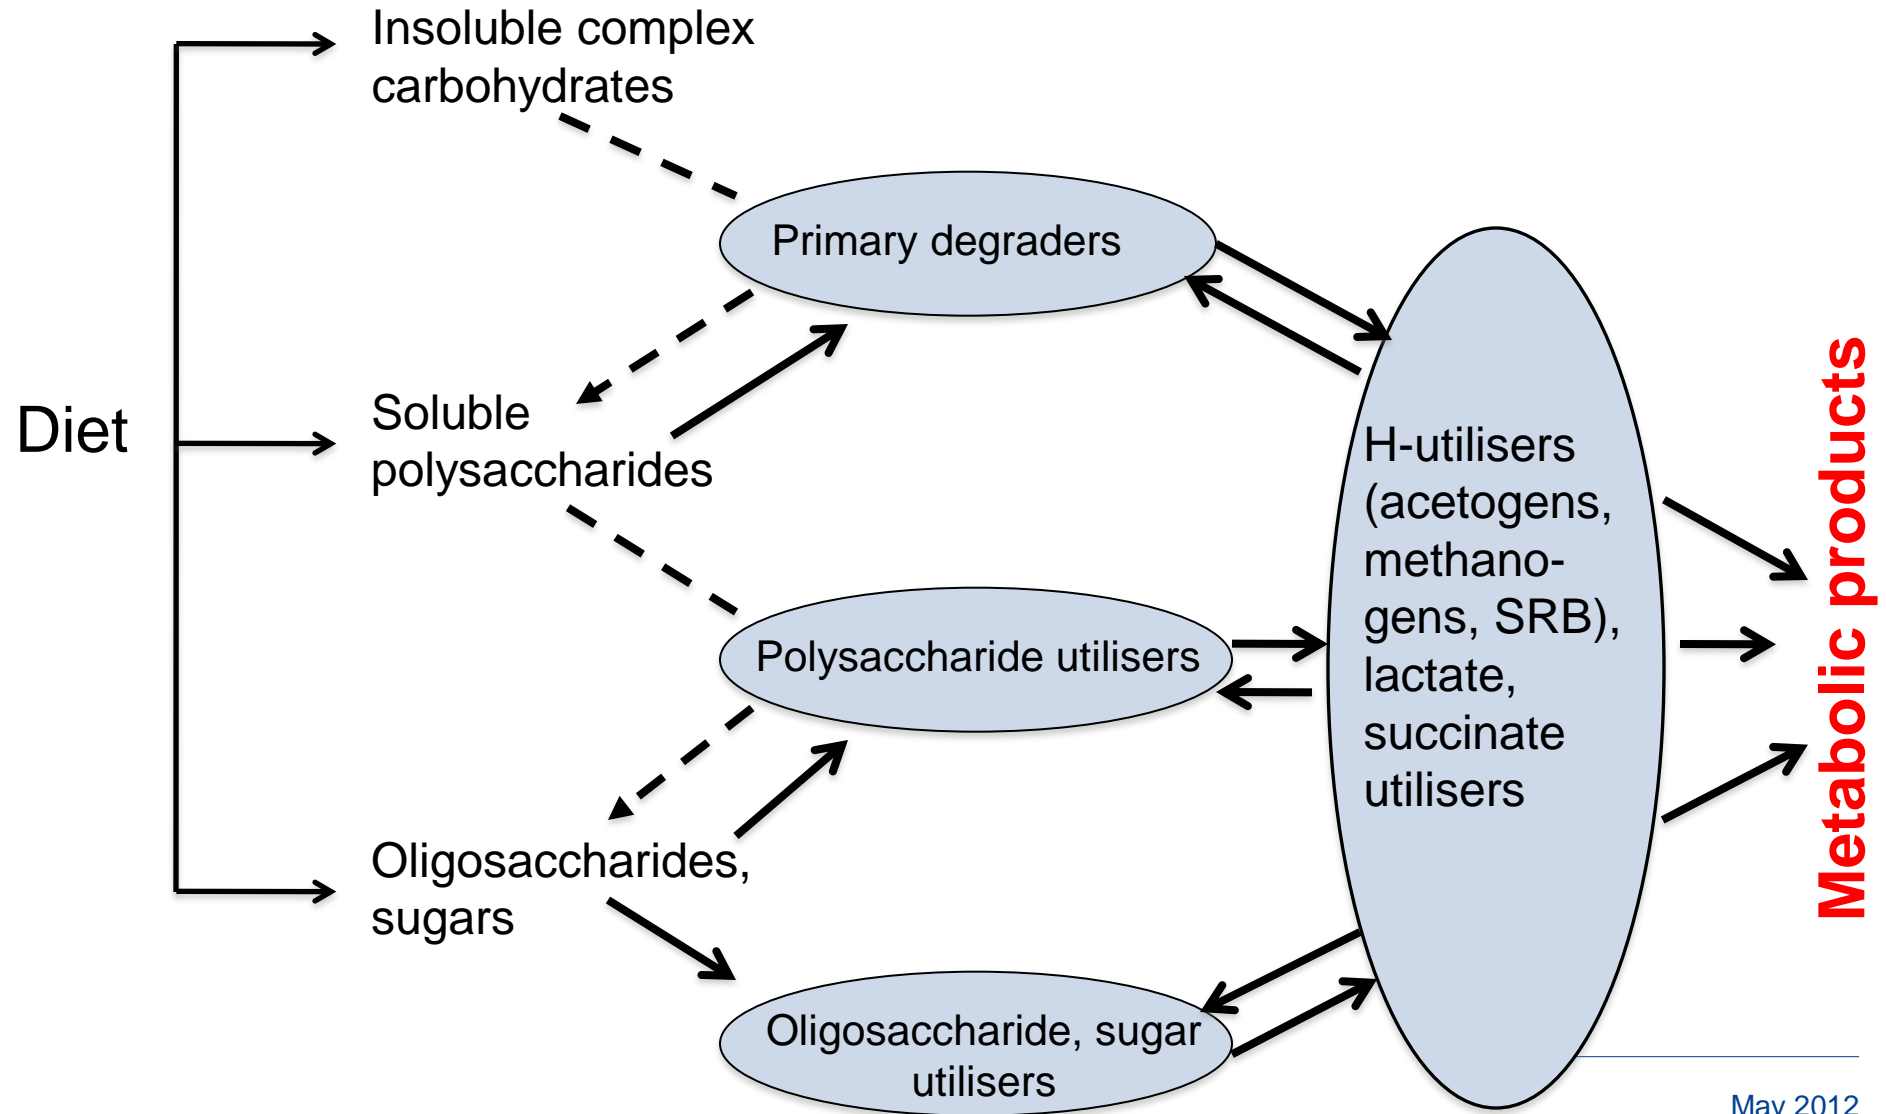 Insoluble complex
carbohydrates
Primary degraders
Diet
Soluble
polysaccharides
H-utilisers
(acetogens,
methano-
gens, SRB),
lactate,
succinate
utilisers
Metabolic products
Polysaccharide utilisers
Oligosaccharides,
sugars
Oligosaccharide, sugar
utilisers
May 2012